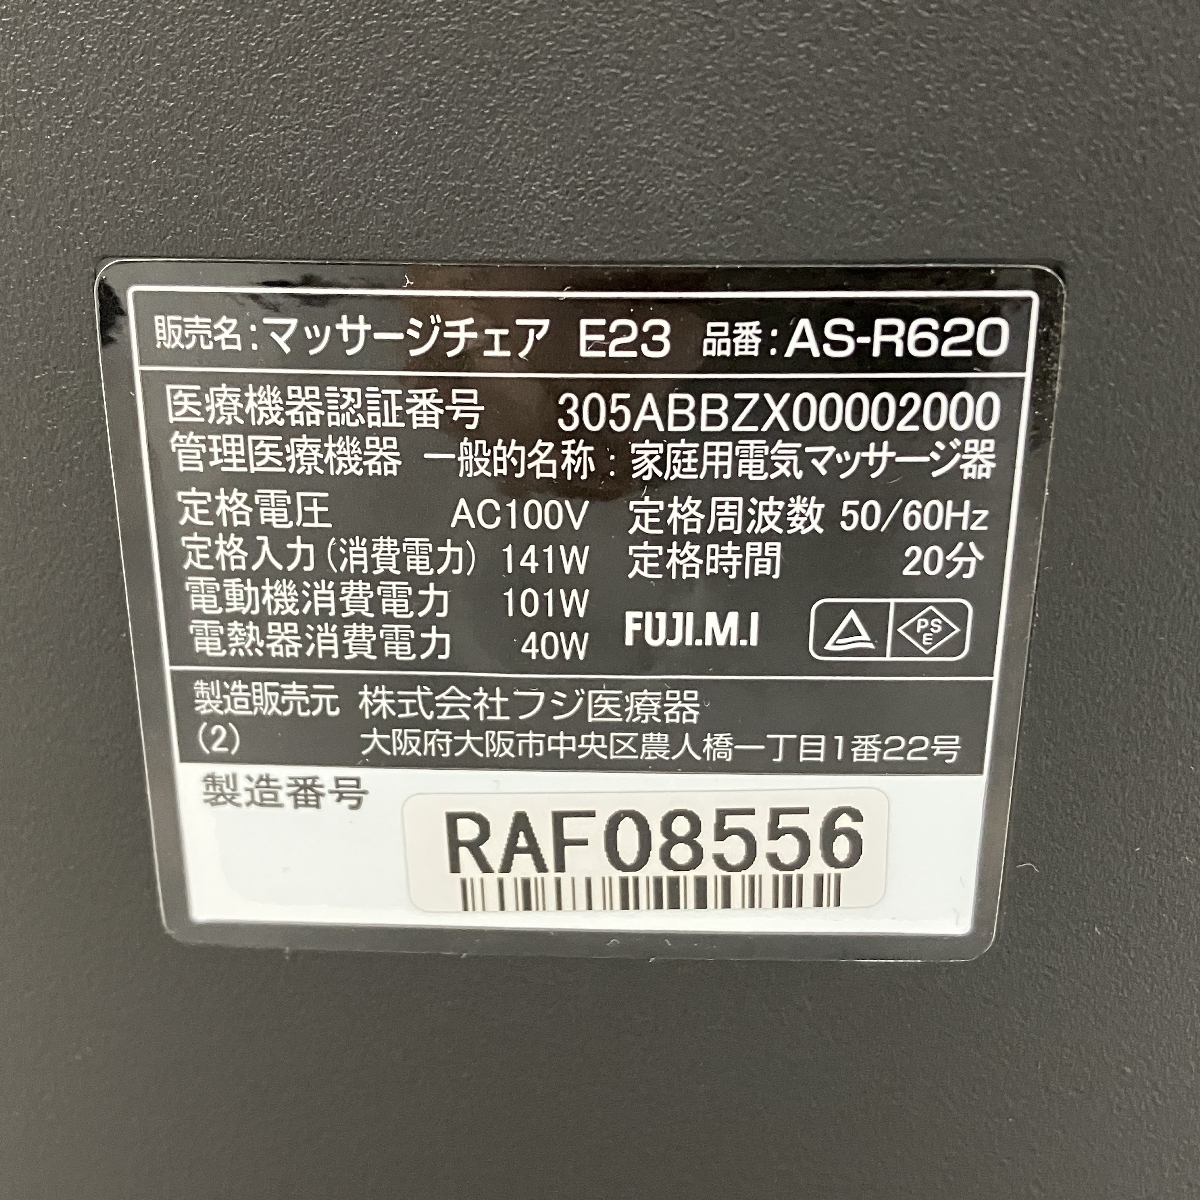 販売名:マッサージチェア E23 品番:AS-R620
医療機器認証番号 305ABBZX00002000
管理医療機器 一般的名称:家庭用電気マッサージ器
定格電圧 AC100V 定格周波数 50/60Hz
定格入力(消費電力) 141W 定格時間 20分
電動機消費電力 101W
電熱器消費電力 40W FUJI.M.I PSE
製造販売元 株式会社フジ医療器
(2) 大阪府大阪市中央区農人橋一丁目1番22号
製造番号
RAF08556